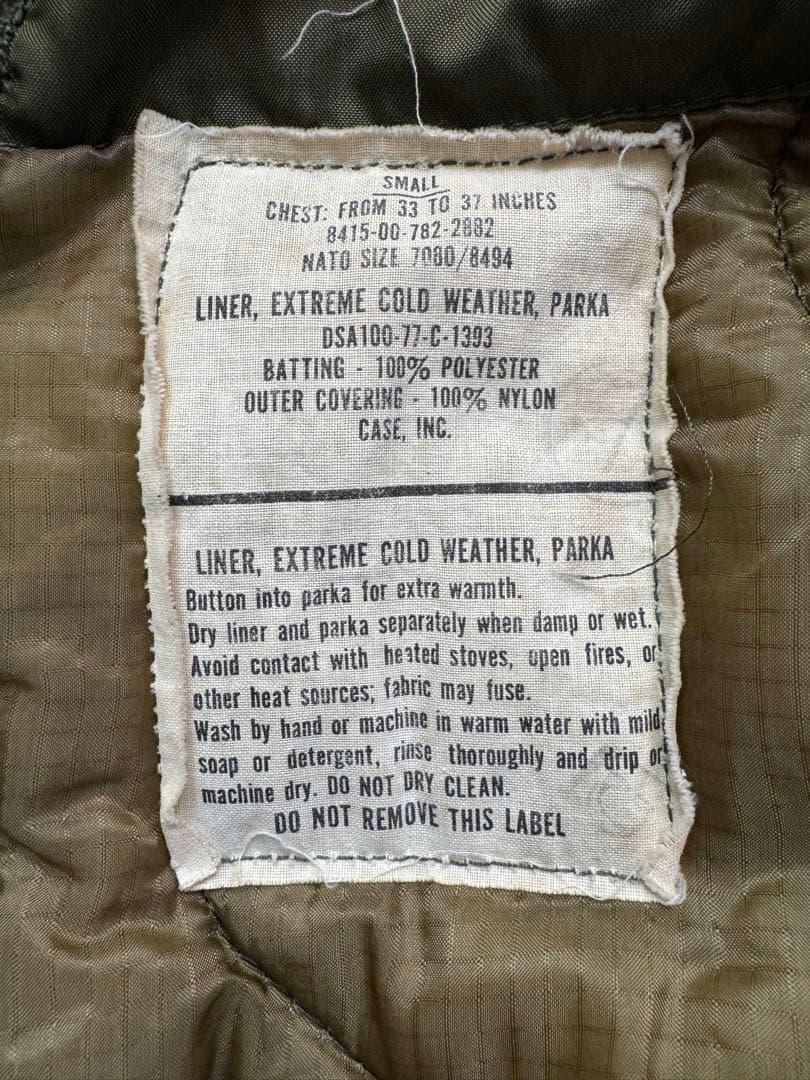 SMALL
CHEST: FROM 33 TO 37 INCHES
8415-00-782-2882
NATO SIZE 7080/8494
LINER, EXTREME COLD WEATHER, PARKA
DSA100-77-C-1393
BATTING - 100% POLYESTER
OUTER COVERING - 100% NYLON
CASE, INC.
LINER, EXTREME COLD WEATHER, PARKA
Button into parka for extra warmth.
Dry liner and parka separately when damp or wet.
Avoid contact with heated stoves, open fires, or
other heat sources; fabric may fuse.
Wash by hand or machine in warm water with mild
soap or detergent, rinse thoroughly and drip or
machine dry. DO NOT DRY CLEAN.
DO NOT REMOVE THIS LABEL